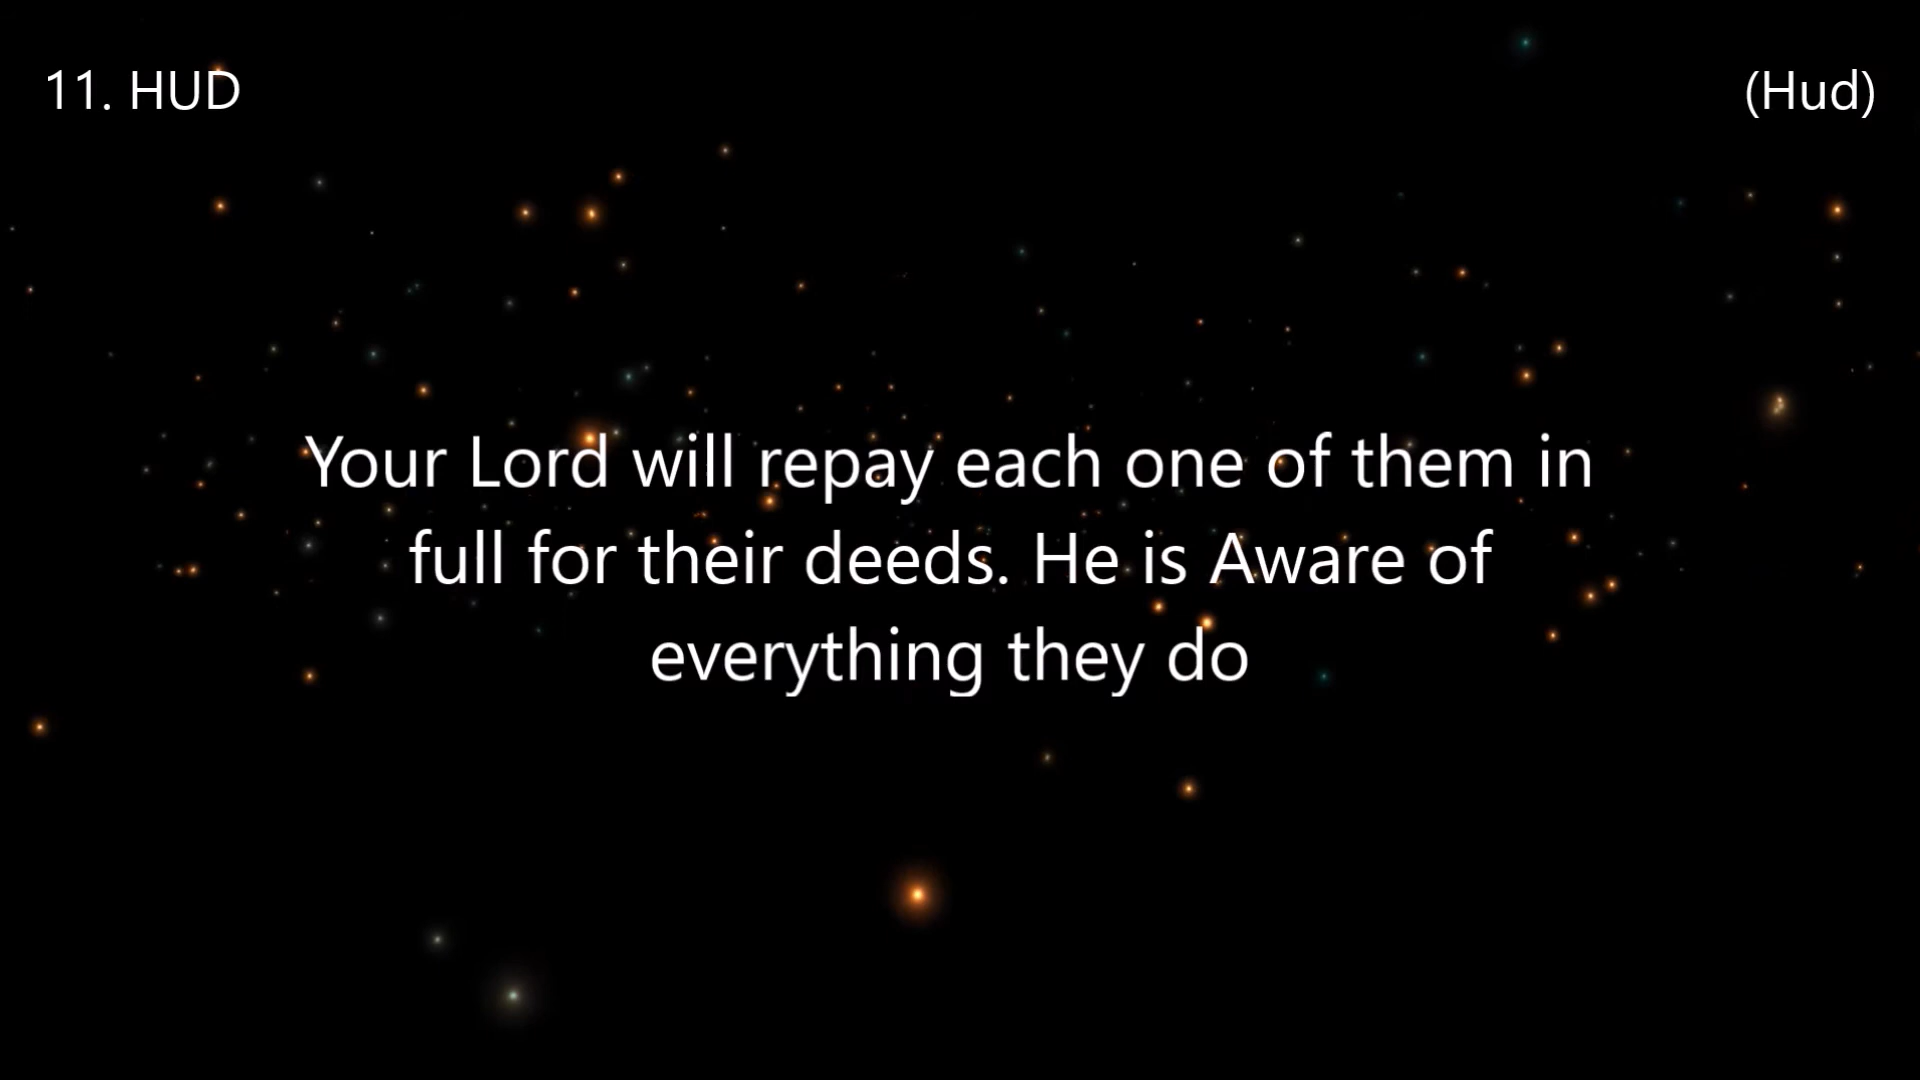 11. HUD
(Hud)
Your Lord will repay each one of them in
full for their deeds. He is Aware of
everything they do